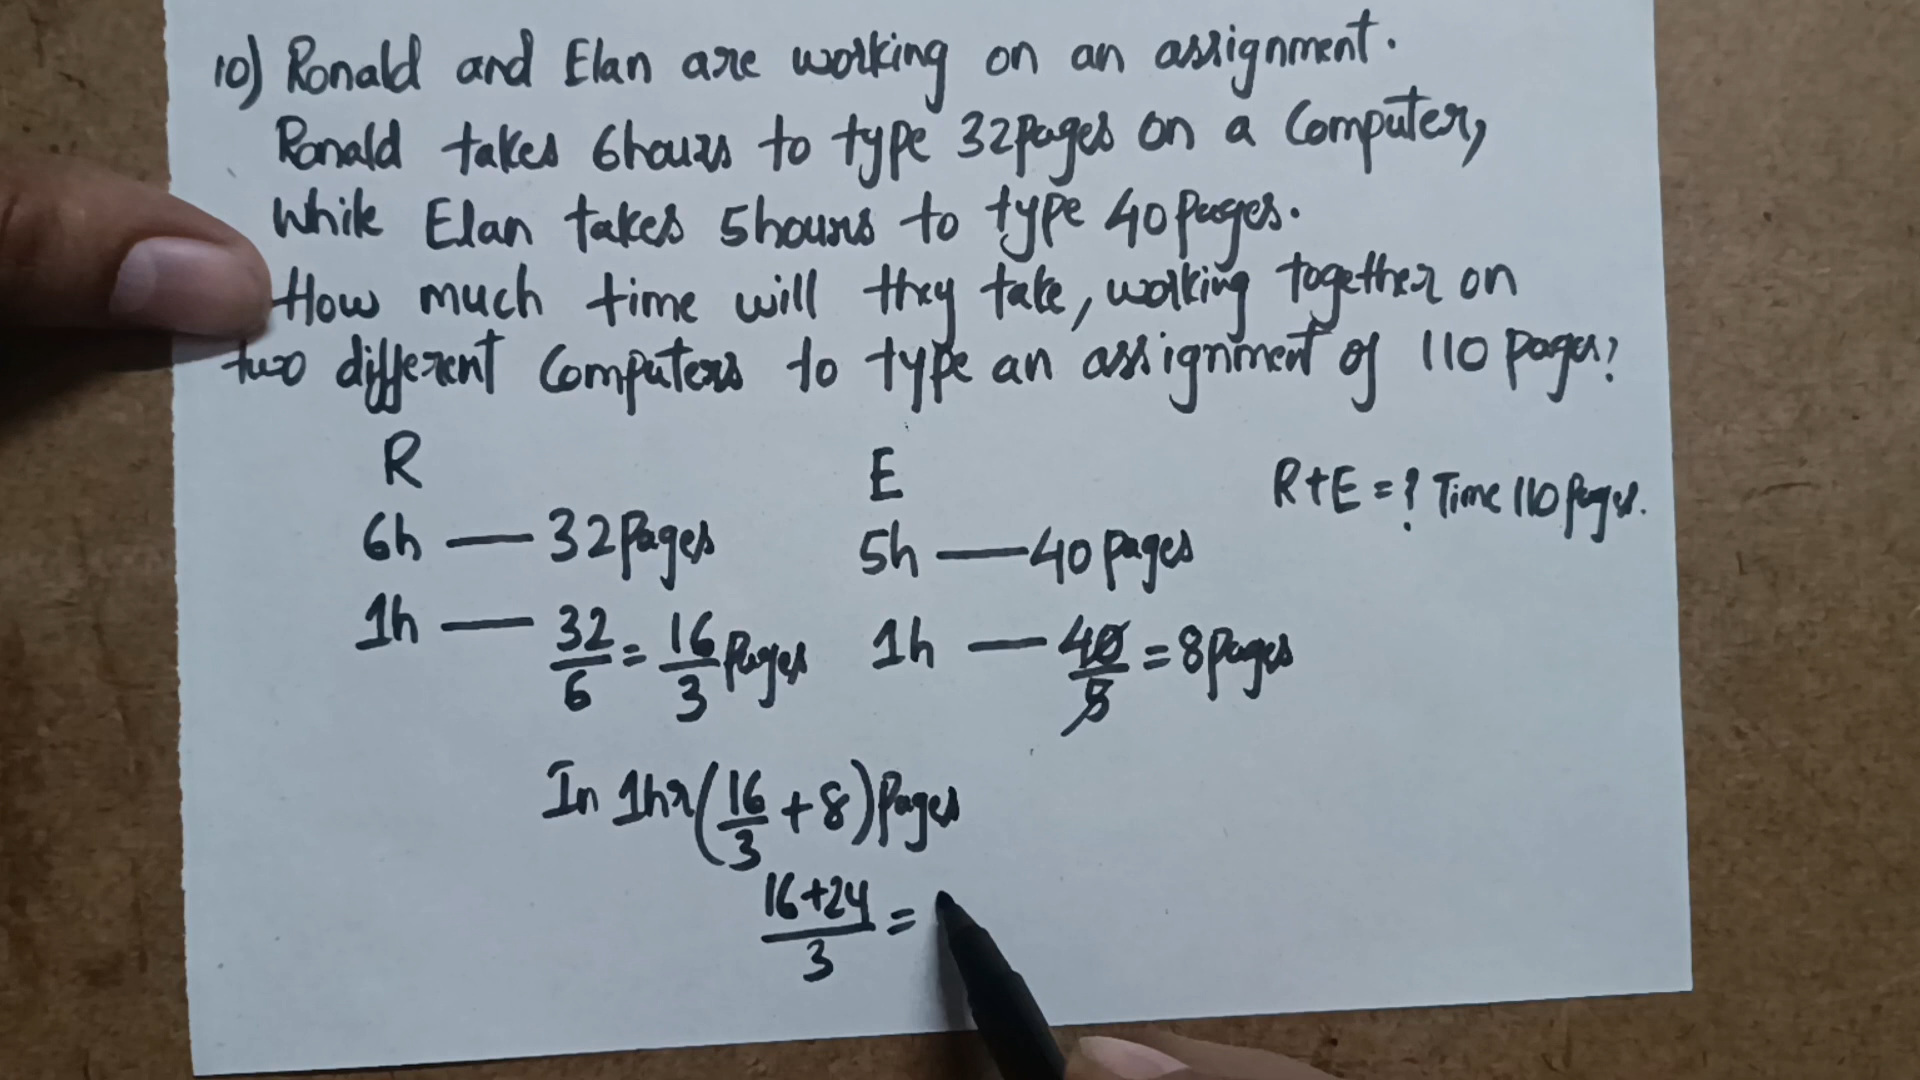 10) Ronald and Elan are working on an assignment.
Ronald takes 6hours to type 32pages on a Computer,
While Elan takes 5hours to type 40 pages.
How much time will they take, working together on
two different Computers to type an assignment of 110 pages?
R E R+E = ? Time 110 pages.
6h — 32 Pages 5h — 40 pages
1h — 32/6 = 16/3 Pages 1h — 40/5 = 8 pages
In 1hr (16/3 + 8) Pages
16+24/3 =